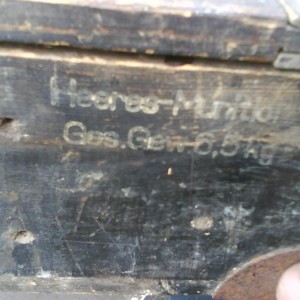 Heeres-Munition
Ges. Gew. 6,5 kg